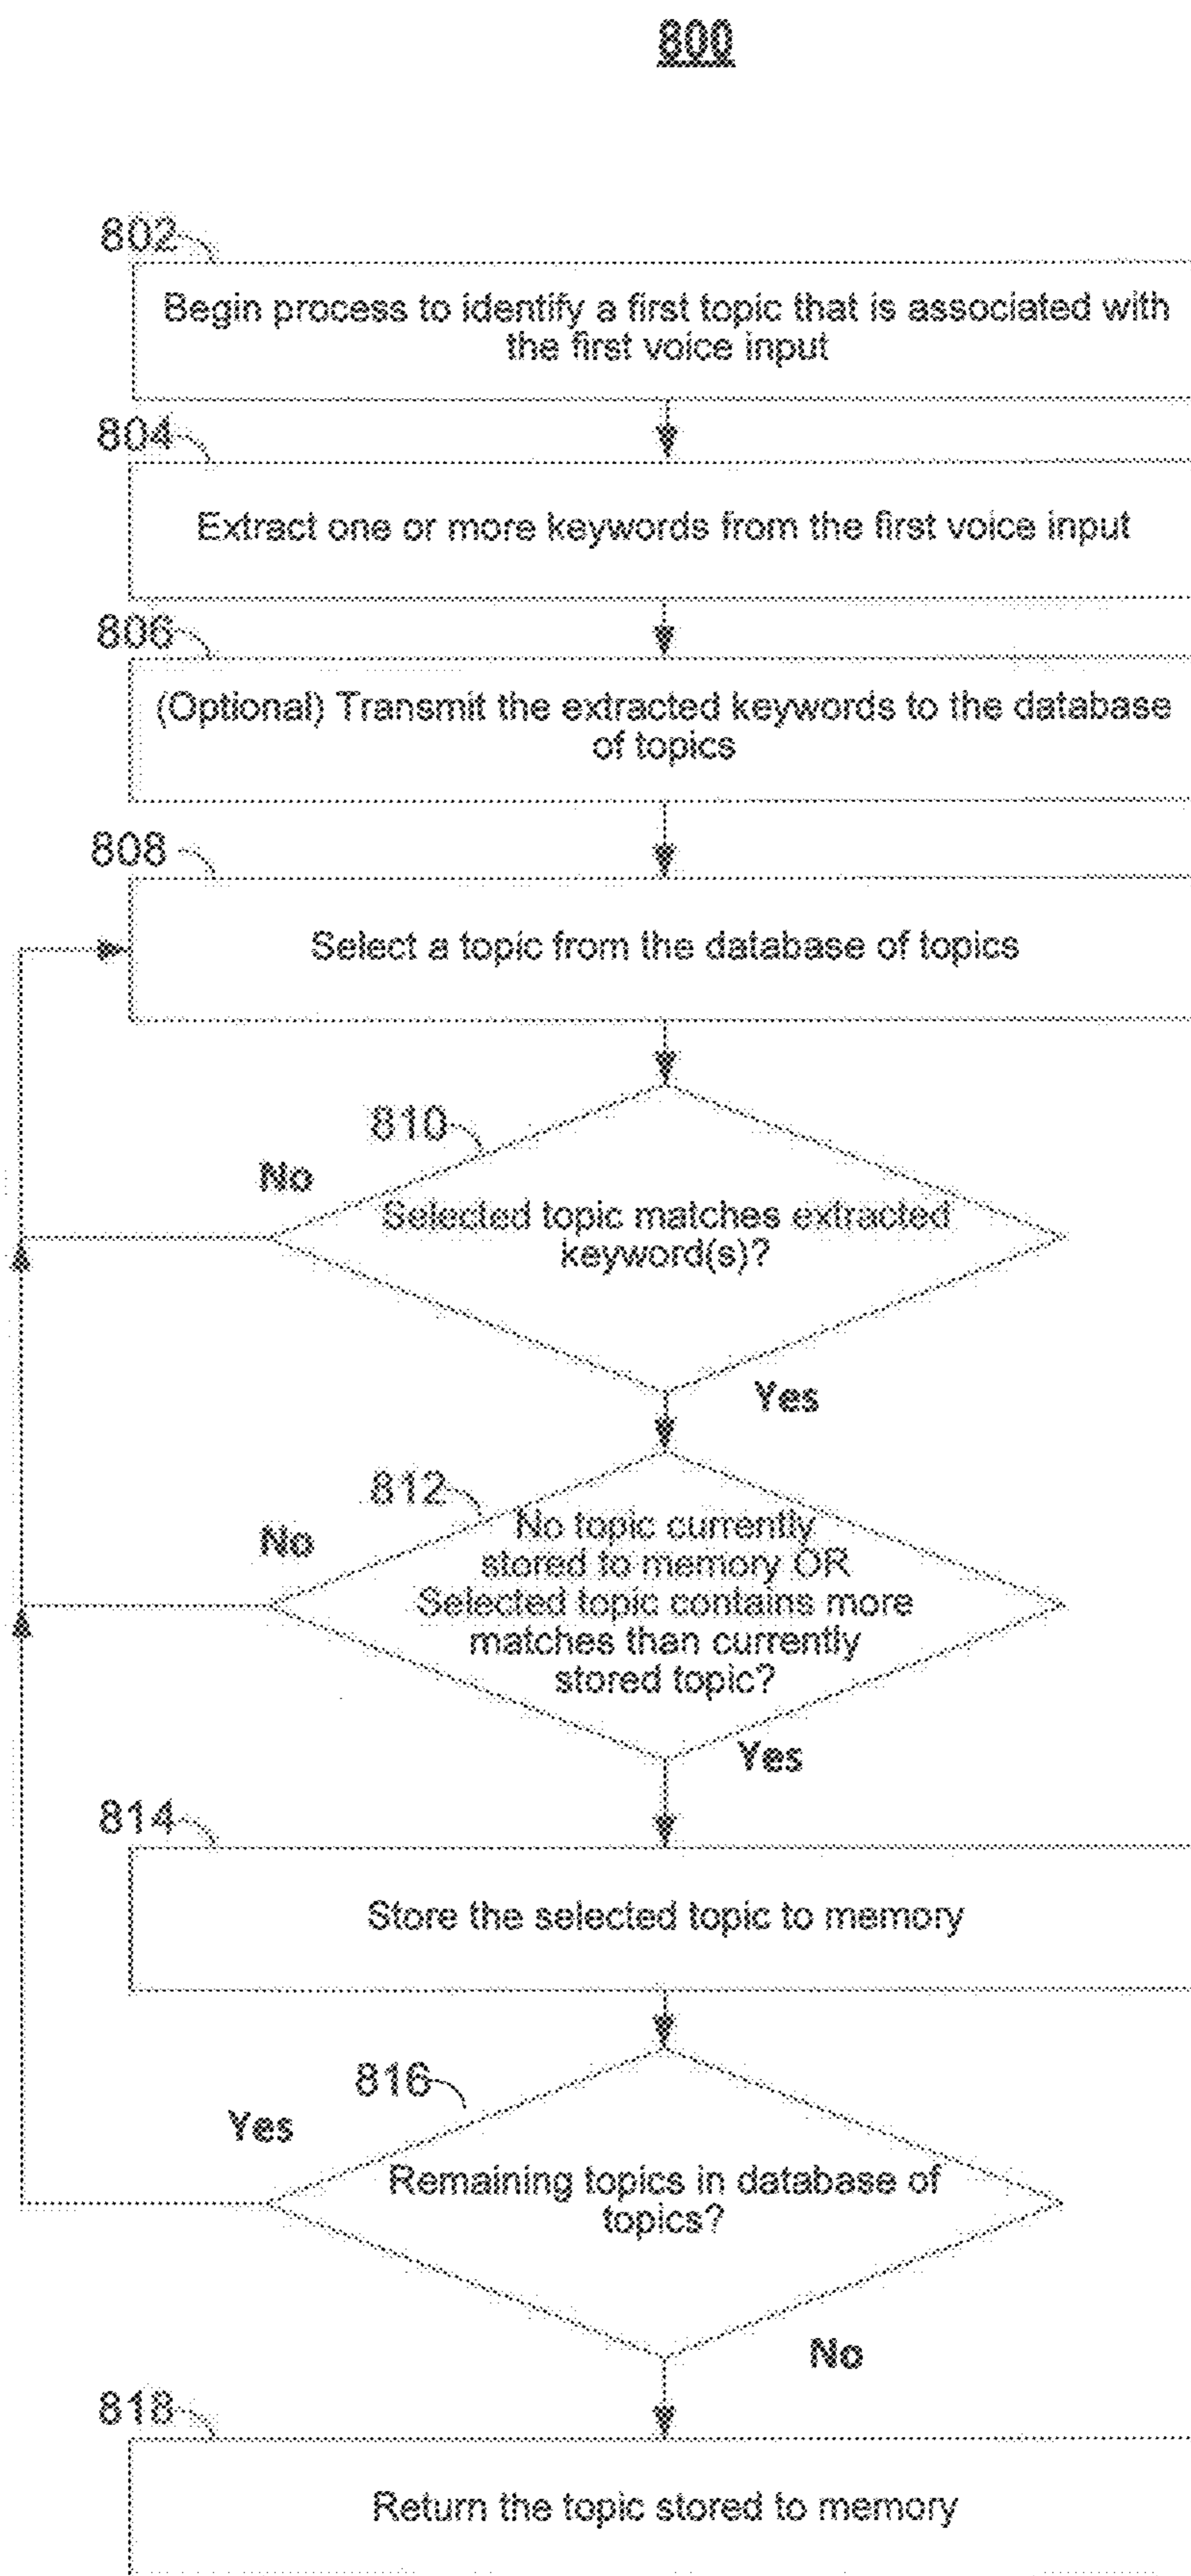 800
802
Begin process to identify a first topic that is associated with
the first voice input
804
Extract one or more keywords from the first voice input
806
(Optional) Transmit the extracted keywords to the database
of topics
808
Select a topic from the database of topics
810
No
Selected topic matches extracted
keyword(s)?
Yes
812
No
No topic currently
stored to memory OR
Selected topic contains more
matches than currently
stored topic?
Yes
814
Store the selected topic to memory
816
Yes
Remaining topics in database of
topics?
No
818
Return the topic stored to memory